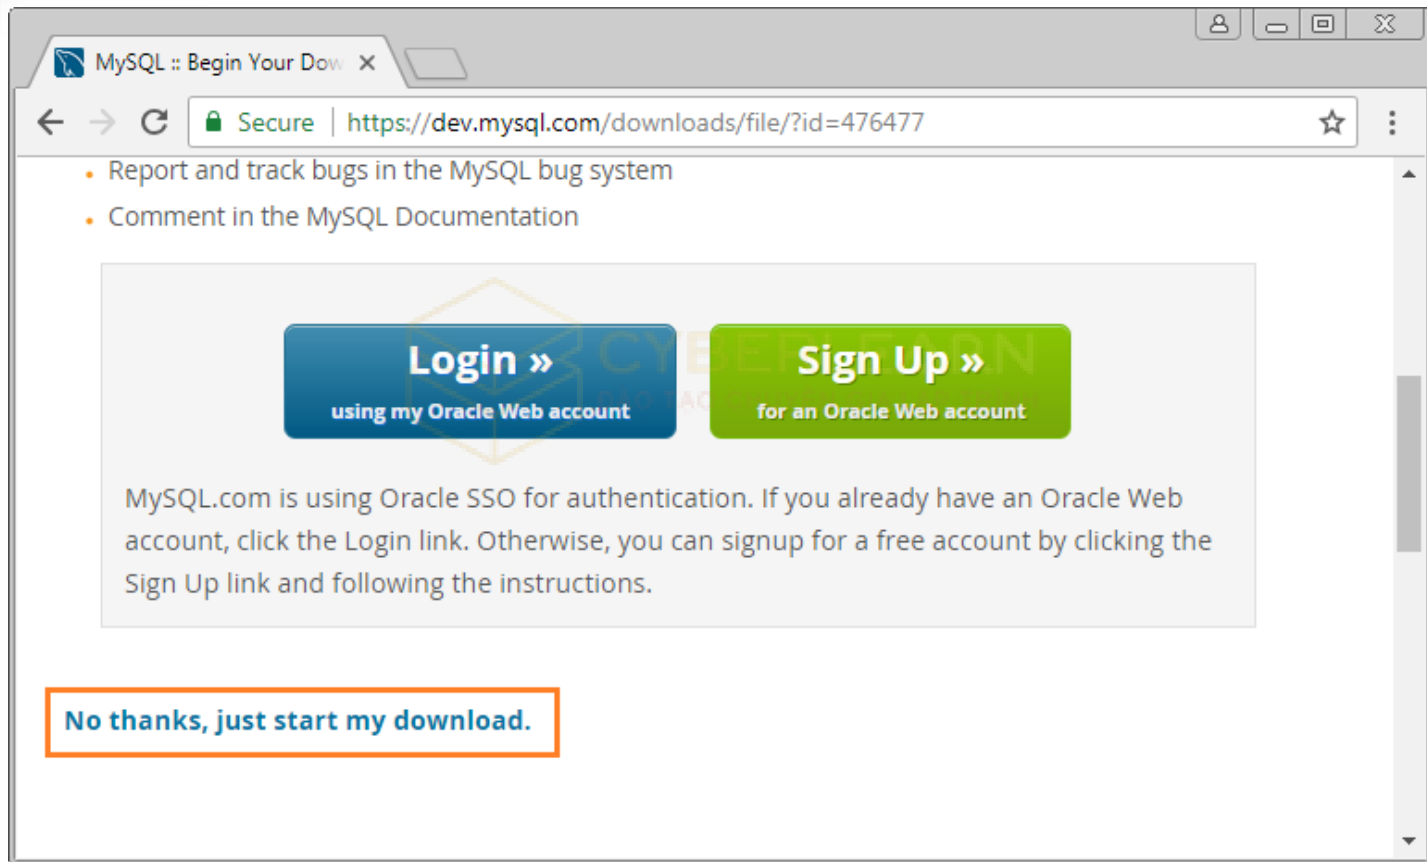 MySQL :: Begin Your Dow
Secure | https://dev.mysql.com/downloads/file/?id=476477
• Report and track bugs in the MySQL bug system
• Comment in the MySQL Documentation
Login »
using my Oracle Web account
Sign Up »
for an Oracle Web account
CYBERLEARN
MySQL.com is using Oracle SSO for authentication. If you already have an Oracle Web
account, click the Login link. Otherwise, you can signup for a free account by clicking the
Sign Up link and following the instructions.
No thanks, just start my download.